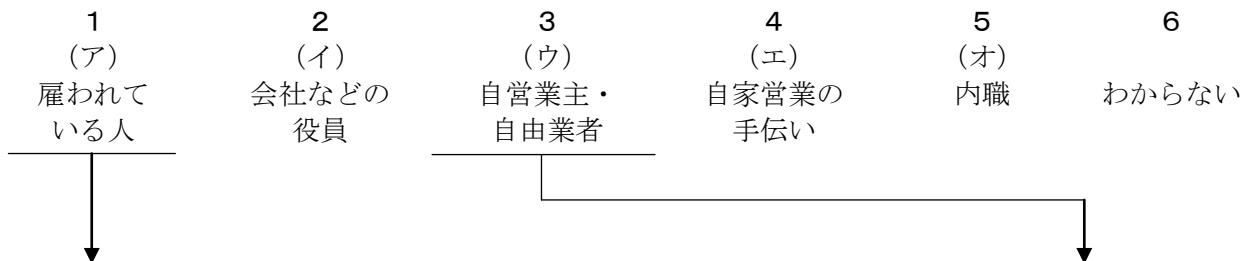 1 2 3 4 5 6
(ア) (イ) (ウ) (エ) (オ)
雇われて 会社などの 自営業主・ 自家営業の 内職 わからない
いる人 役員 自由業者 手伝い